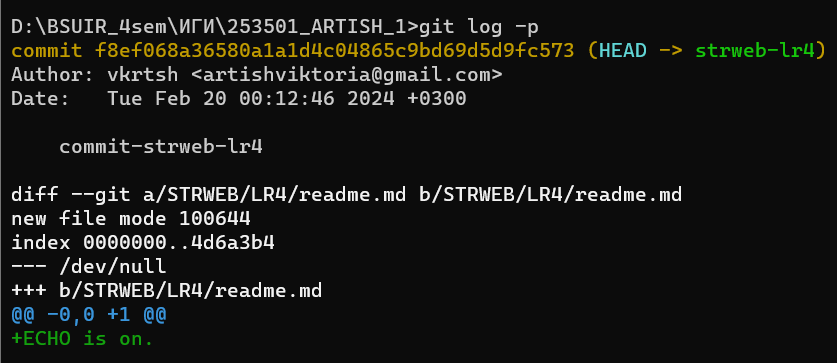 D:\BSUIR_4sem\ИГИ\253501_ARTISH_1>git log -p
commit f8ef068a36580a1a1d4c04865c9bd69d5d9fc573 (HEAD -> strweb-lr4)
Author: vkrtsh <artishviktoria@gmail.com>
Date:   Tue Feb 20 00:12:46 2024 +0300
    commit-strweb-lr4
diff --git a/STRWEB/LR4/readme.md b/STRWEB/LR4/readme.md
new file mode 100644
index 0000000..4d6a3b4
--- /dev/null
+++ b/STRWEB/LR4/readme.md
@@ -0,0 +1 @@
+ECHO is on.